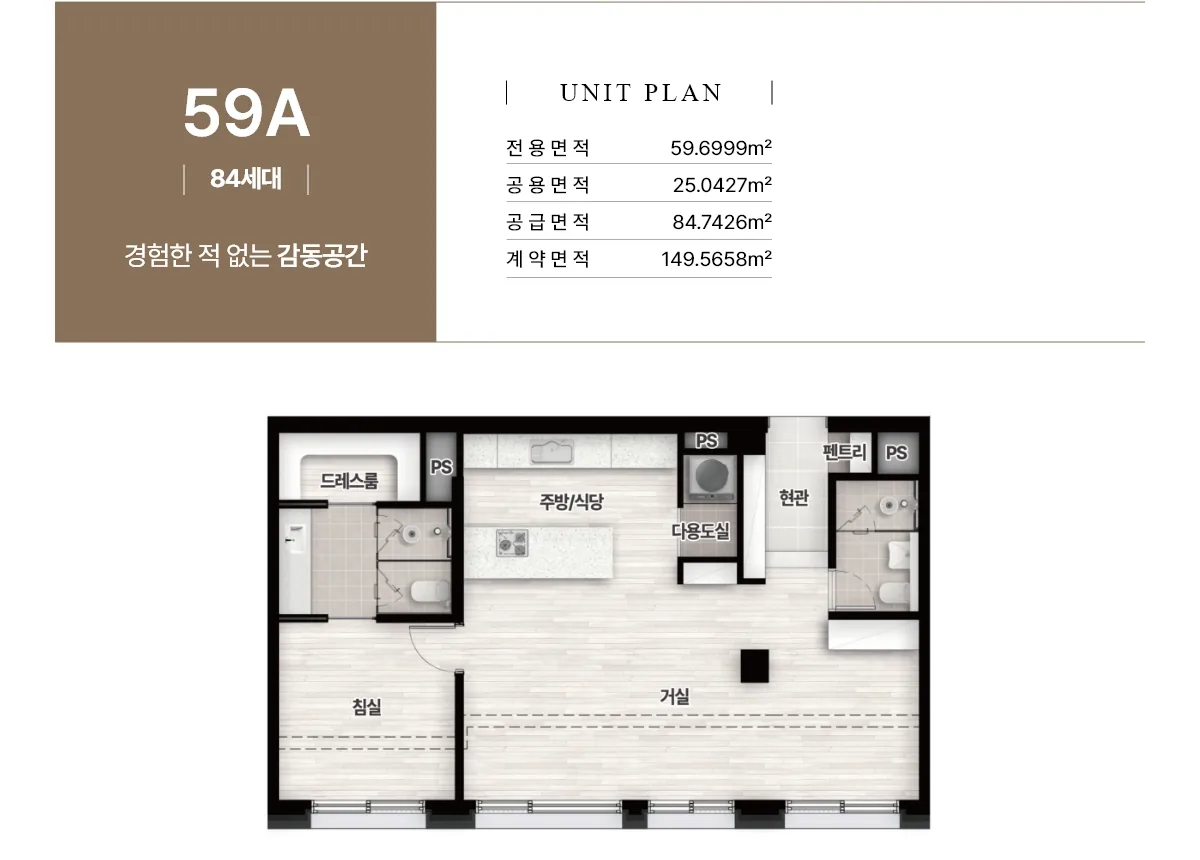 59A
84세대
경험한 적 없는 감동공간
UNIT PLAN
전용면적 59.6999m²
공용면적 25.0427m²
공급면적 84.7426m²
계약면적 149.5658m²
PS
펜트리
PS
PS
드레스룸
주방/식당
현관
다용도실
침실
거실